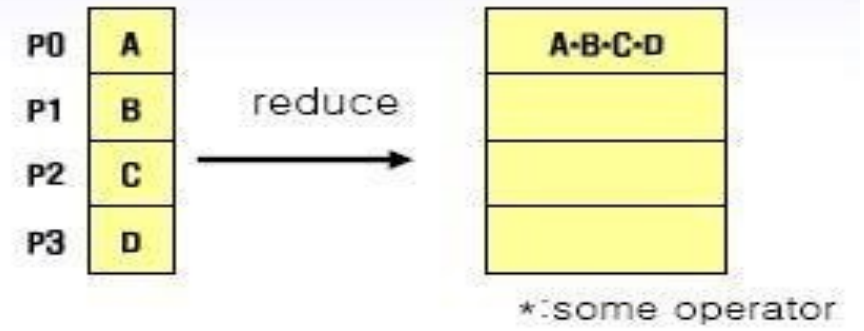 P0 A A*B*C*D
P1 B reduce
P2 C
P3 D
*:some operator